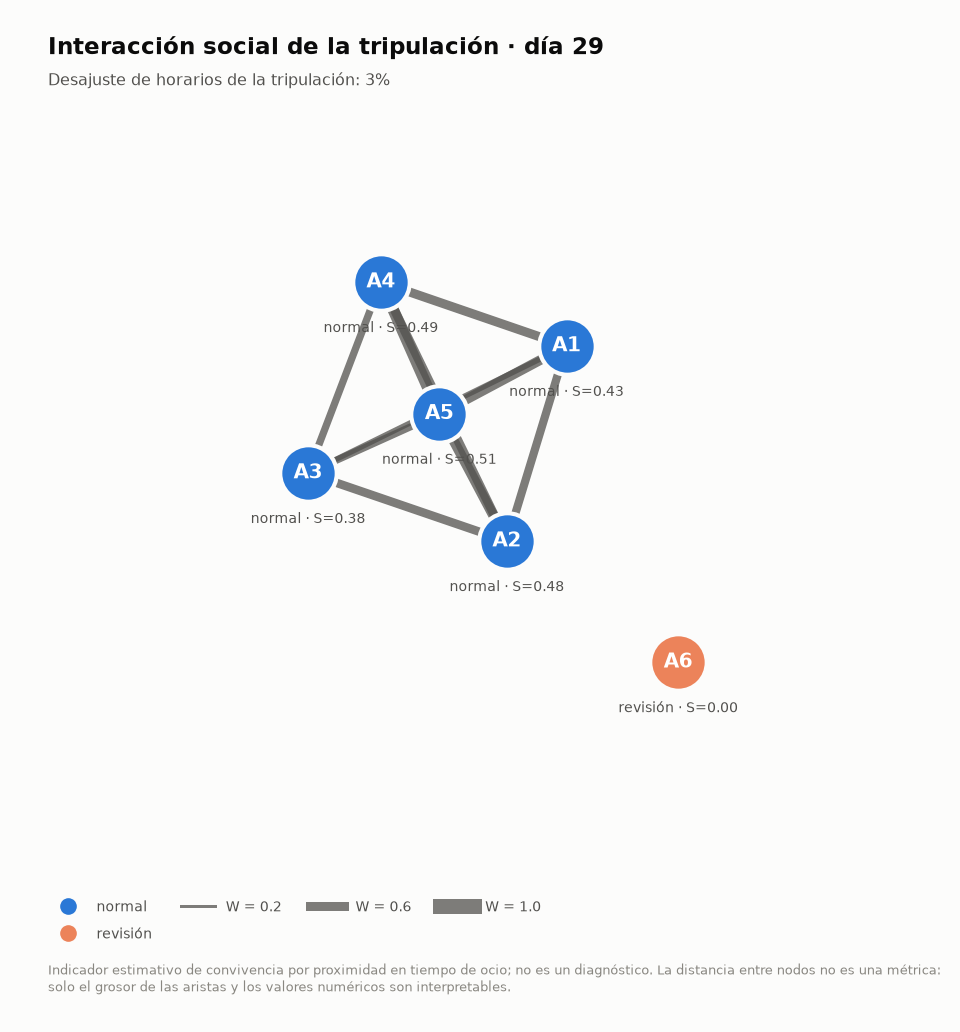 Interacción social de la tripulación · día 29
Desajuste de horarios de la tripulación: 3%
A4
normal · S=0.49
A1
normal · S=0.43
A5
normal · S=0.51
A3
normal · S=0.38
A2
normal · S=0.48
A6
revisión · S=0.00
normal
W = 0.2
W = 0.6
W = 1.0
revisión
Indicador estimativo de convivencia por proximidad en tiempo de ocio; no es un diagnóstico. La distancia entre nodos no es una métrica:
solo el grosor de las aristas y los valores numéricos son interpretables.